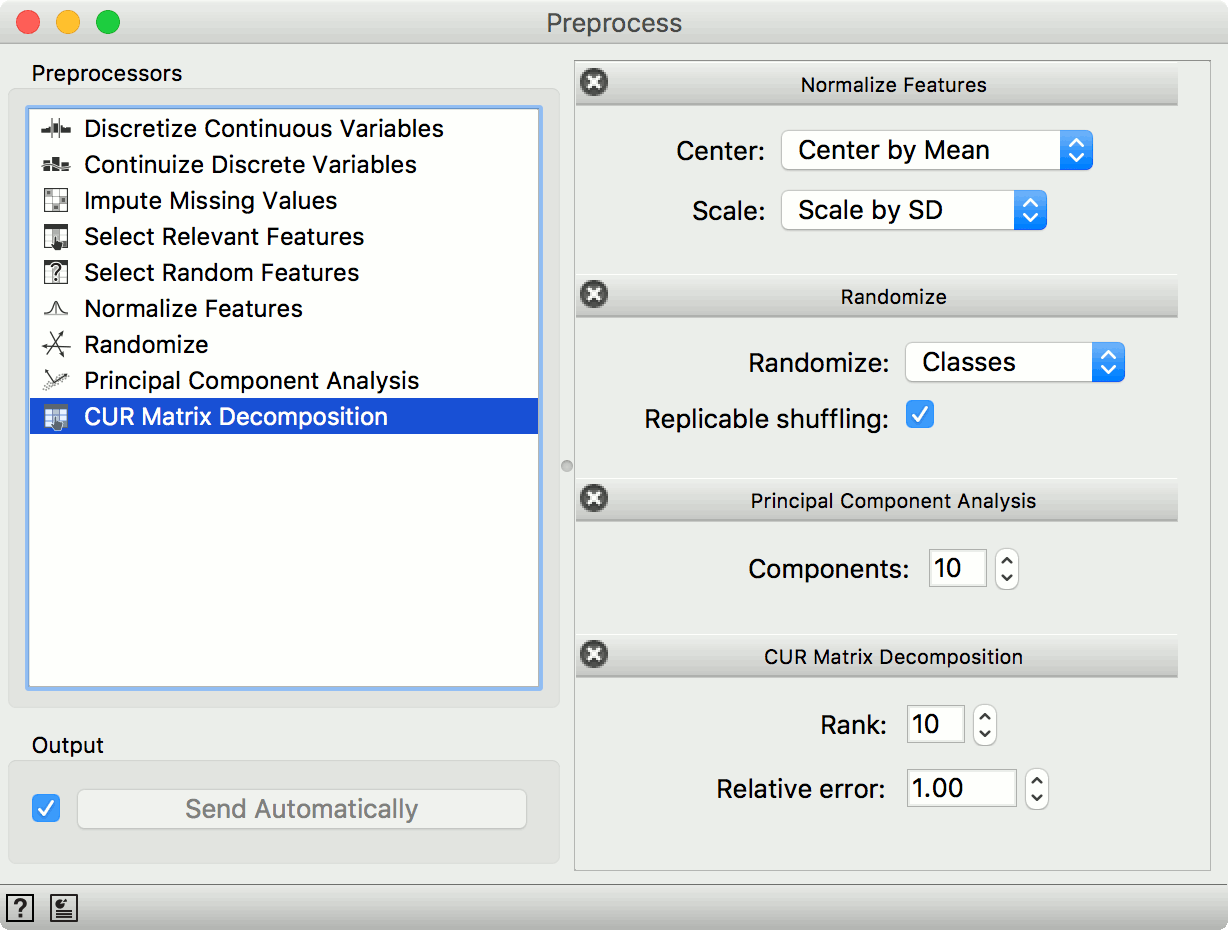 Preprocess
Preprocessors
Discretize Continuous Variables
Continuize Discrete Variables
Impute Missing Values
Select Relevant Features
Select Random Features
Normalize Features
Randomize
Principal Component Analysis
CUR Matrix Decomposition
Output
Send Automatically
Normalize Features
Center: Center by Mean
Scale: Scale by SD
Randomize
Randomize: Classes
Replicable shuffling:
Principal Component Analysis
Components: 10
CUR Matrix Decomposition
Rank: 10
Relative error: 1.00
?